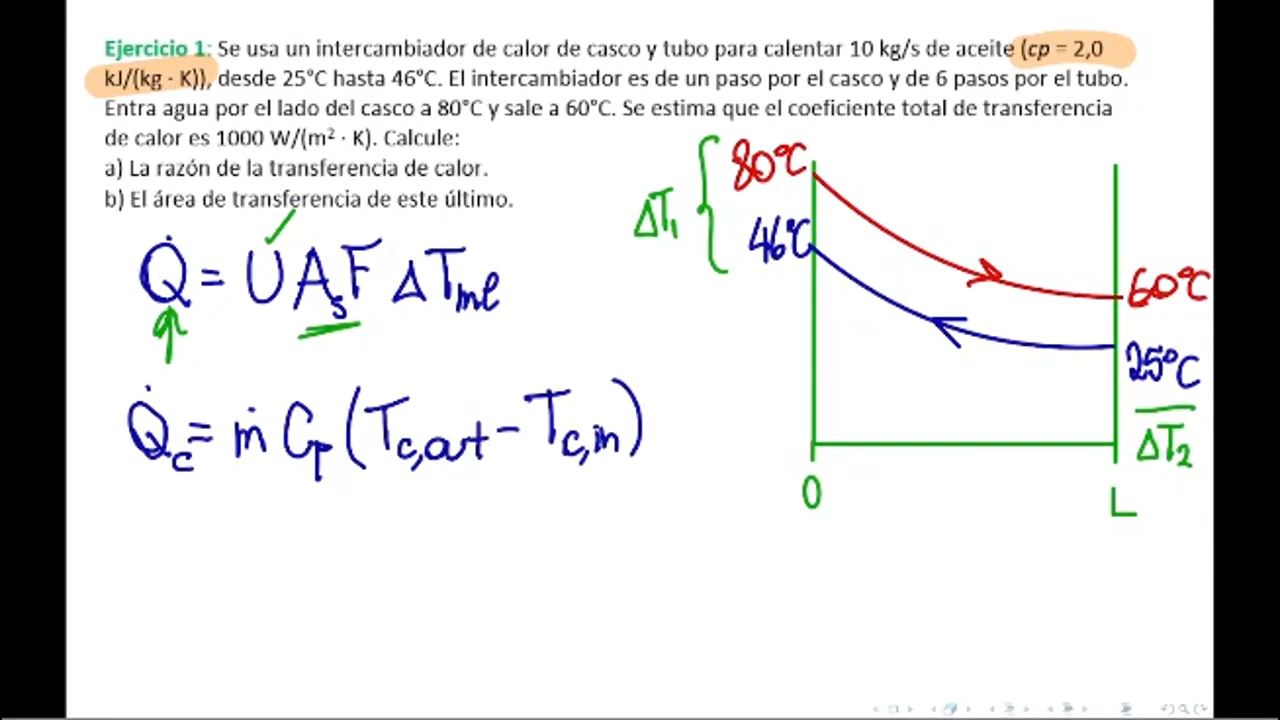 Ejercicio 1: Se usa un intercambiador de calor de casco y tubo para calentar 10 kg/s de aceite (cp = 2,0
kJ/(kg · K)), desde 25°C hasta 46°C. El intercambiador es de un paso por el casco y de 6 pasos por el tubo.
Entra agua por el lado del casco a 80°C y sale a 60°C. Se estima que el coeficiente total de transferencia
de calor es 1000 W/(m² · K). Calcule:
a) La razón de la transferencia de calor.
b) El área de transferencia de este último.
80°C
ΔT₁
46°C
Q̇ = U Aₛ F ΔTml
60°C
25°C
Q̇c = ṁ Cp (Tc,out - Tc,in)
ΔT₂
0
L